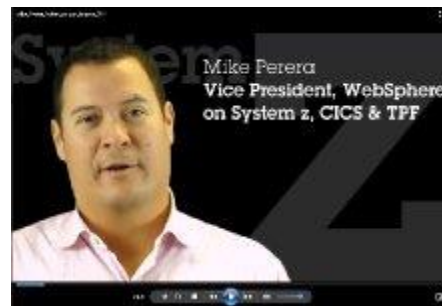 System
Mike Perera
Vice President, WebSphere
on System z, CICS & TPF